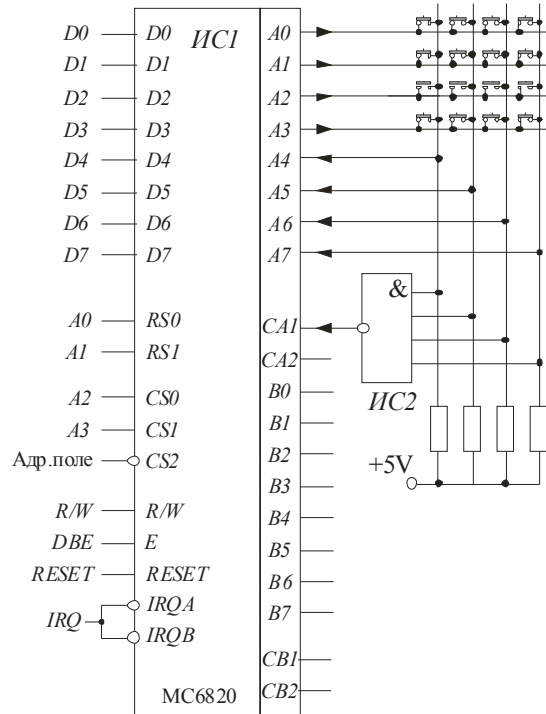 D0 D0 ИС1 A0
D1 D1 A1
D2 D2 A2
D3 D3 A3
D4 D4 A4
D5 D5 A5
D6 D6 A6
D7 D7 A7
&
A0 RS0 CA1
A1 RS1 CA2
ИС2
A2 CS0 B0
A3 CS1 B1
Адр.поле CS2 B2
+5V
B3
R/W R/W B4
DBE E B5
RESET RESET B6
IRQA B7
IRQ
IRQB
CB1
MC6820 CB2